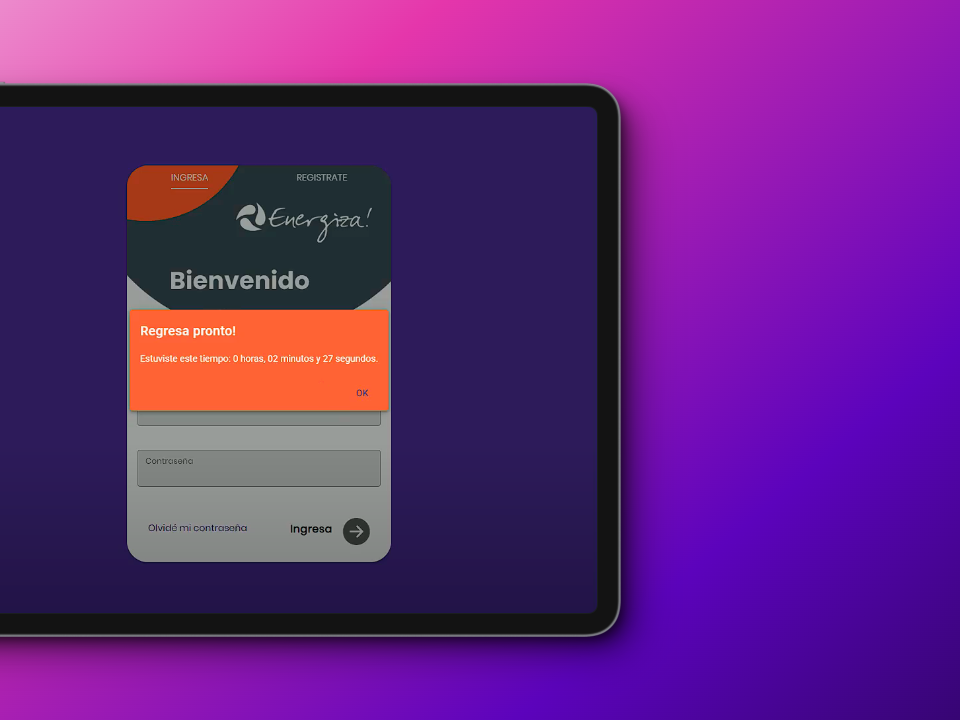 INGRESA REGISTRATE
Energiza!
Bienvenido
Regresa pronto!
Estuviste este tiempo: 0 horas, 02 minutos y 27 segundos.
OK
Contraseña
Olvidé mi contraseña Ingresa